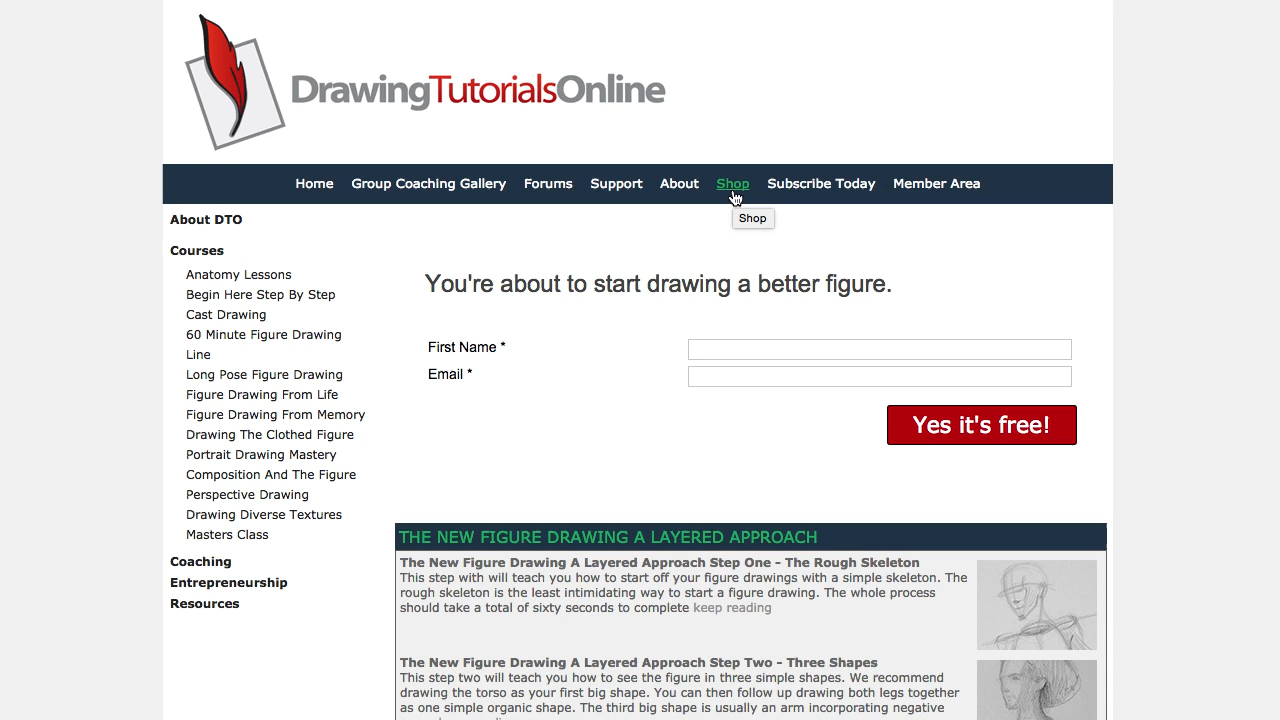 DrawingTutorialsOnline
Home Group Coaching Gallery Forums Support About Shop Subscribe Today Member Area
Shop
About DTO
Courses
Anatomy Lessons
Begin Here Step By Step
Cast Drawing
60 Minute Figure Drawing
Line
Long Pose Figure Drawing
Figure Drawing From Life
Figure Drawing From Memory
Drawing The Clothed Figure
Portrait Drawing Mastery
Composition And The Figure
Perspective Drawing
Drawing Diverse Textures
Masters Class
Coaching
Entrepreneurship
Resources
You're about to start drawing a better figure.
First Name *
Email *
Yes it's free!
THE NEW FIGURE DRAWING A LAYERED APPROACH
The New Figure Drawing A Layered Approach Step One - The Rough Skeleton
This step with will teach you how to start off your figure drawings with a simple skeleton. The
rough skeleton is the least intimidating way to start a figure drawing. The whole process
should take a total of sixty seconds to complete keep reading
The New Figure Drawing A Layered Approach Step Two - Three Shapes
This step two will teach you how to see the figure in three simple shapes. We recommend
drawing the torso as your first big shape. You can then follow up drawing both legs together
as one simple organic shape. The third big shape is usually an arm incorporating negative